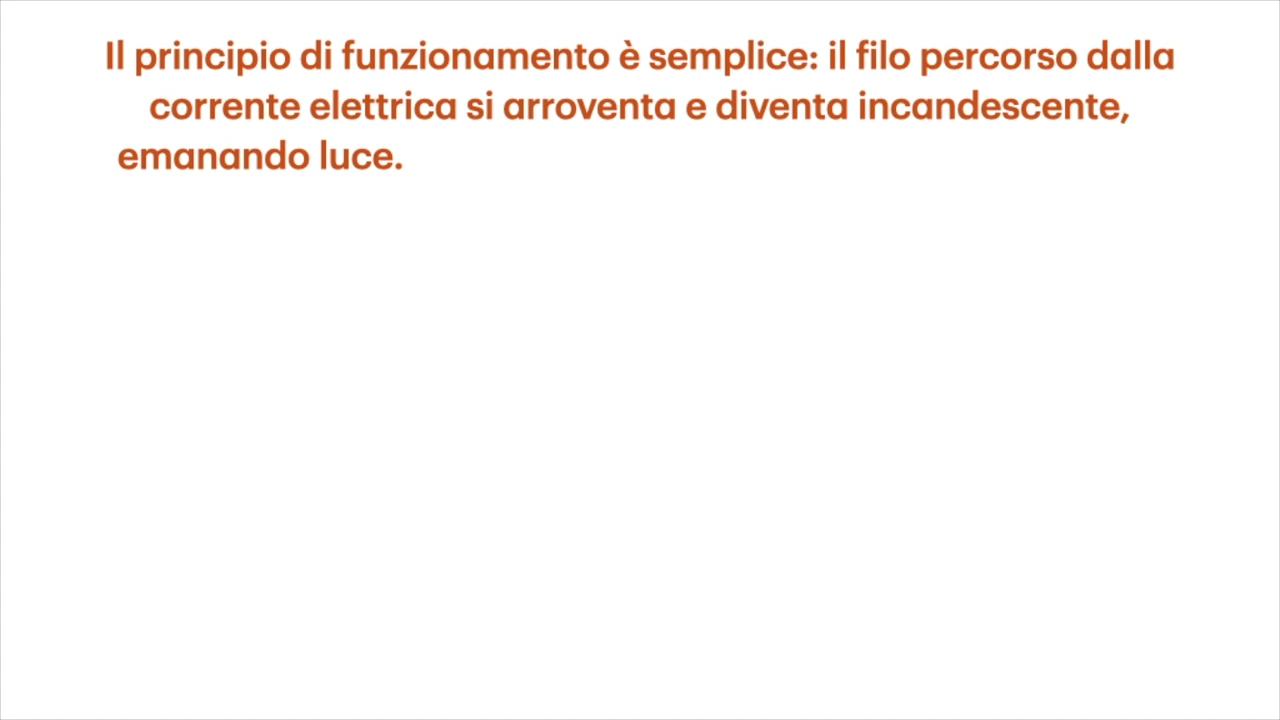 Il principio di funzionamento è semplice: il filo percorso dalla
corrente elettrica si arroventa e diventa incandescente,
emanando luce.